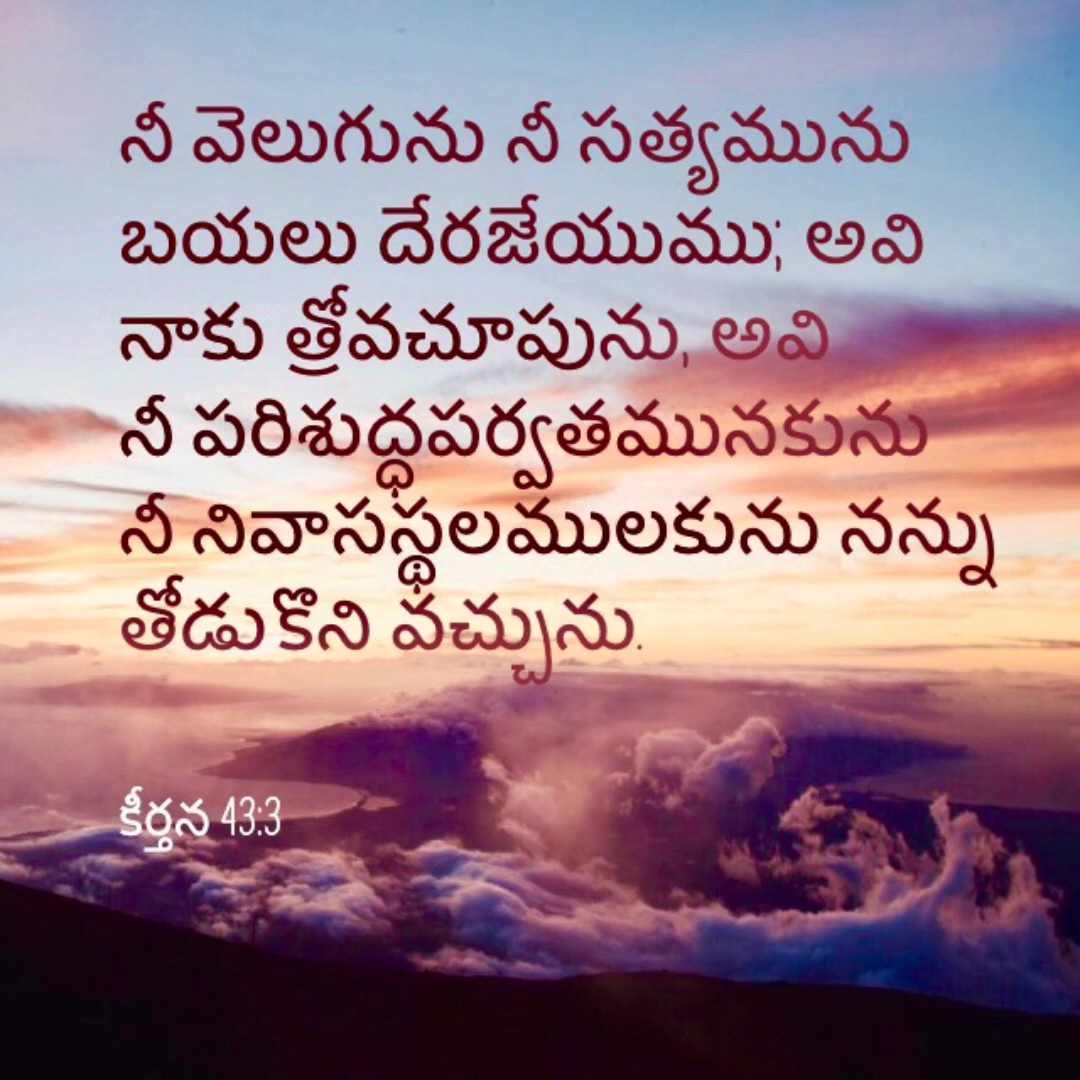 నీ వెలుగును నీ సత్యమును
బయలు దేరజేయుము; అవి
నాకు త్రోవచూపును, అవి
నీ పరిశుద్ధపర్వతమునకును
నీ నివాసస్థలములకును నన్ను
తోడుకొని వచ్చును.
కీర్తన 43:3